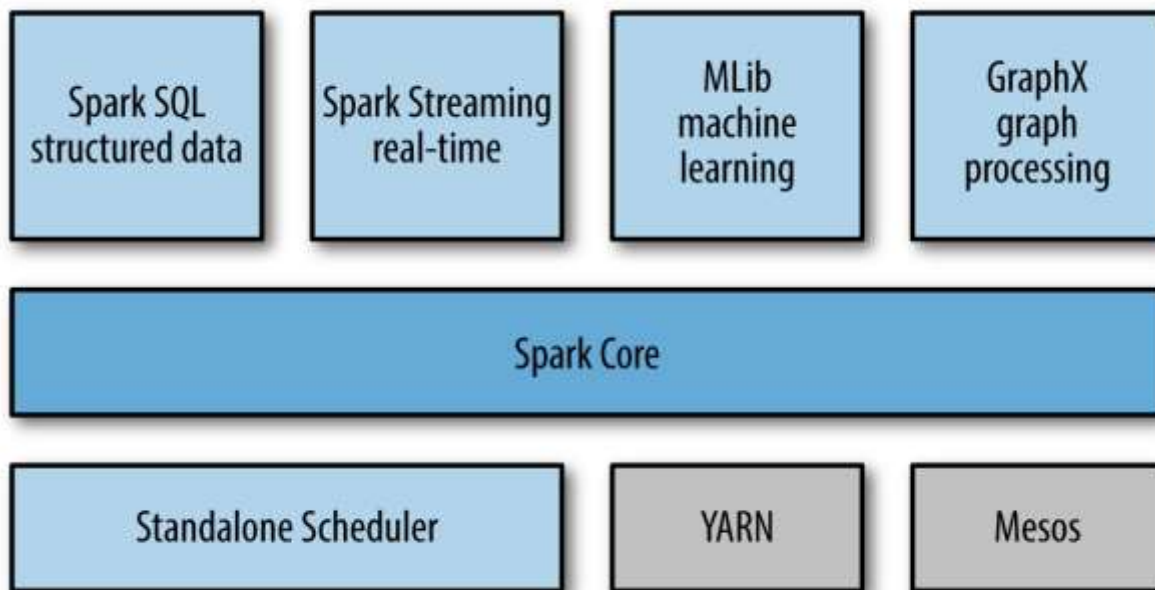 Spark SQL
structured data
Spark Streaming
real-time
MLib
machine
learning
GraphX
graph
processing
Spark Core
Standalone Scheduler
YARN
Mesos